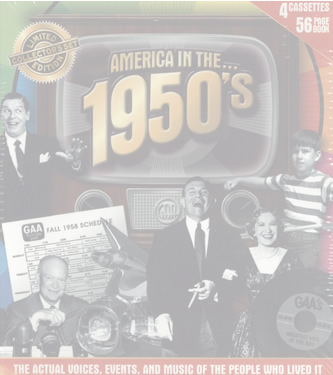 4 CASSETTES
56 PAGE BOOK
LIMITED
COLLECTOR'S SET
EDITION
AMERICA IN THE...
1950's
GAA
FALL 1958 SCHEDULE
GAA'S
THE ACTUAL VOICES, EVENTS, AND MUSIC OF THE PEOPLE WHO LIVED IT